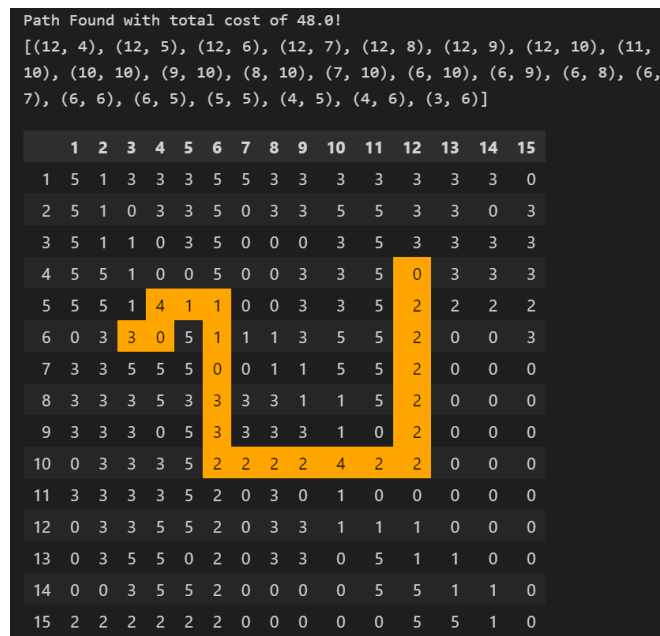 Path Found with total cost of 48.0!
[(12, 4), (12, 5), (12, 6), (12, 7), (12, 8), (12, 9), (12, 10), (11,
10), (10, 10), (9, 10), (8, 10), (7, 10), (6, 10), (6, 9), (6, 8), (6,
7), (6, 6), (6, 5), (5, 5), (4, 5), (4, 6), (3, 6)]
1 2 3 4 5 6 7 8 9 10 11 12 13 14 15
1 5 1 3 3 3 5 5 3 3 3 3 3 3 3 0
2 5 1 0 3 3 5 0 3 3 5 5 3 3 0 3
3 5 1 1 0 3 5 0 0 0 3 5 3 3 3 3
4 5 5 1 0 0 5 0 0 3 3 5 0 3 3 3
5 5 5 1 4 1 1 0 0 3 3 5 2 2 2 2
6 0 3 3 0 5 1 1 1 3 5 5 2 0 0 3
7 3 3 5 5 5 0 0 1 1 5 5 2 0 0 0
8 3 3 3 5 3 3 3 3 1 1 5 2 0 0 0
9 3 3 3 0 5 3 3 3 3 1 0 2 0 0 0
10 0 3 3 3 5 2 2 2 2 4 2 2 0 0 0
11 3 3 3 3 5 2 0 3 0 1 0 0 0 0 0
12 0 3 3 5 5 2 0 3 3 1 1 1 0 0 0
13 0 3 5 5 0 2 0 3 3 0 5 1 1 0 0
14 0 0 3 5 5 2 0 0 0 0 5 5 1 1 0
15 2 2 2 2 2 2 0 0 0 0 0 5 5 1 0